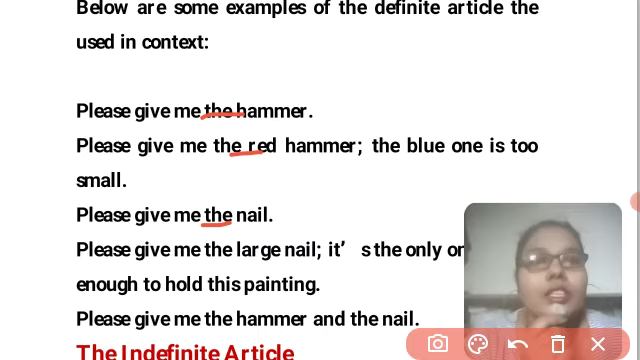 Below are some examples of the definite article the
used in context:
Please give me the hammer.
Please give me the red hammer; the blue one is too
small.
Please give me the nail.
Please give me the large nail; it’ s the only
enough to hold this painting.
Please give me the hammer and the nail.
The Indefinite Article